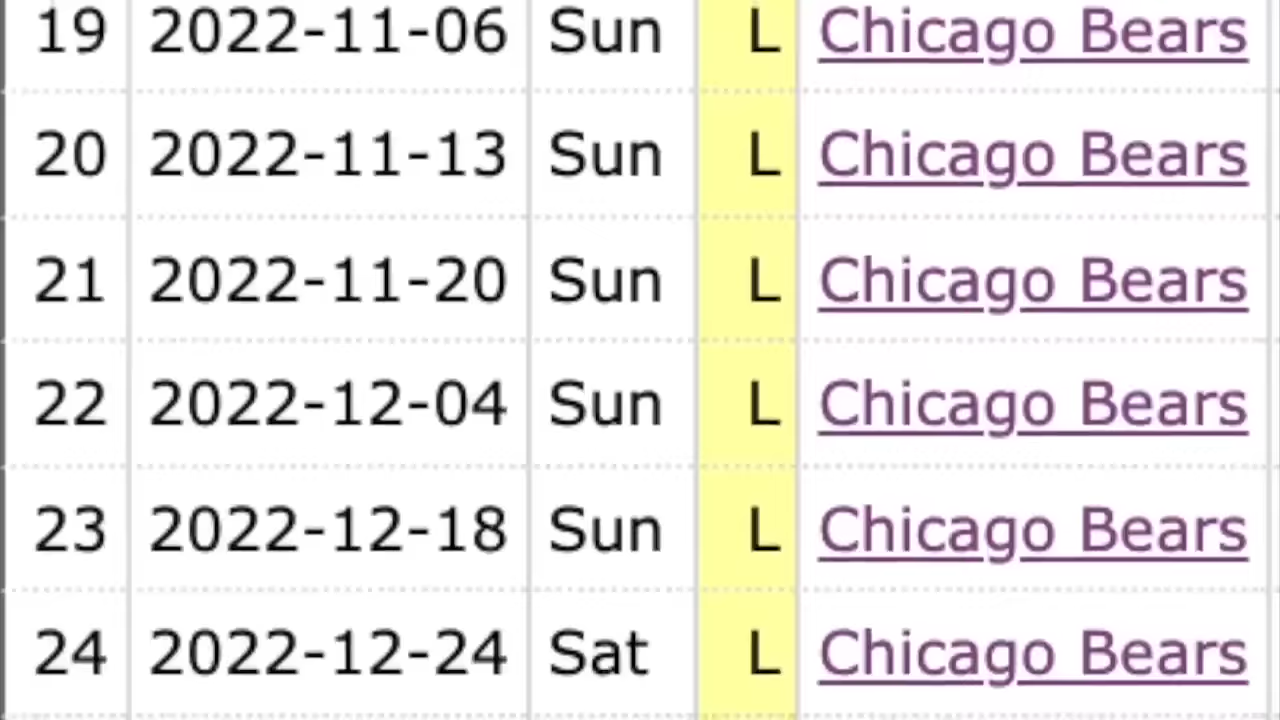 19 2022-11-06 Sun L Chicago Bears
20 2022-11-13 Sun L Chicago Bears
21 2022-11-20 Sun L Chicago Bears
22 2022-12-04 Sun L Chicago Bears
23 2022-12-18 Sun L Chicago Bears
24 2022-12-24 Sat L Chicago Bears